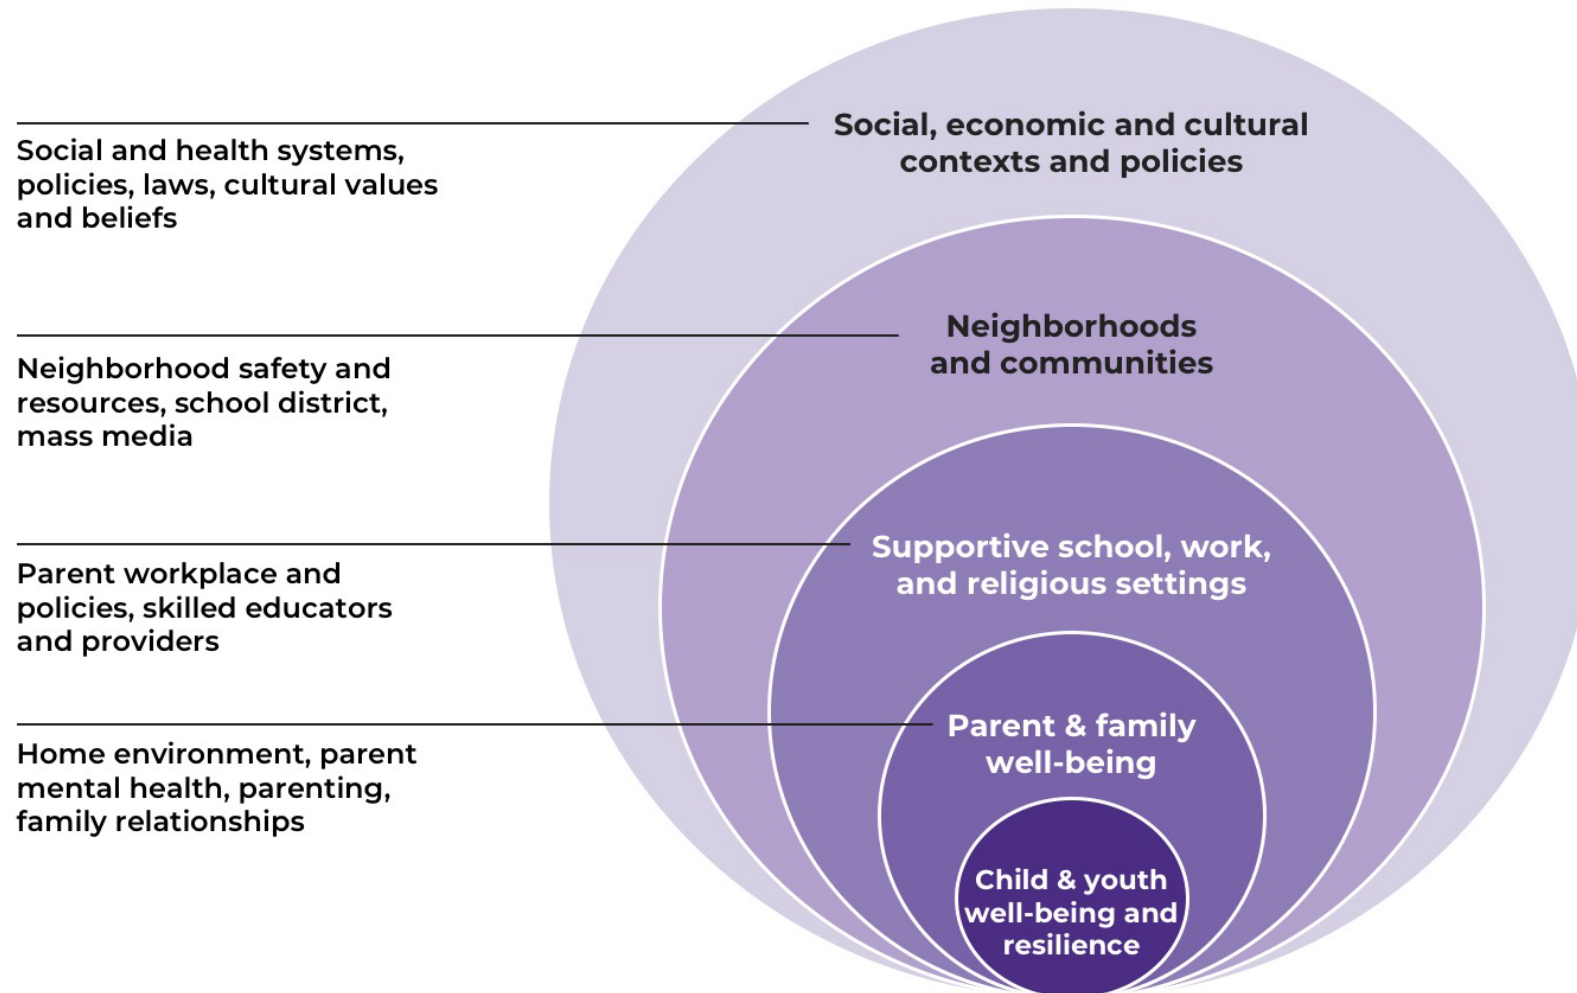 Social, economic and cultural
contexts and policies
Social and health systems,
policies, laws, cultural values
and beliefs
Neighborhoods
and communities
Neighborhood safety and
resources, school district,
mass media
Supportive school, work,
and religious settings
Parent workplace and
policies, skilled educators
and providers
Parent & family
well-being
Home environment, parent
mental health, parenting,
family relationships
Child & youth
well-being and
resilience